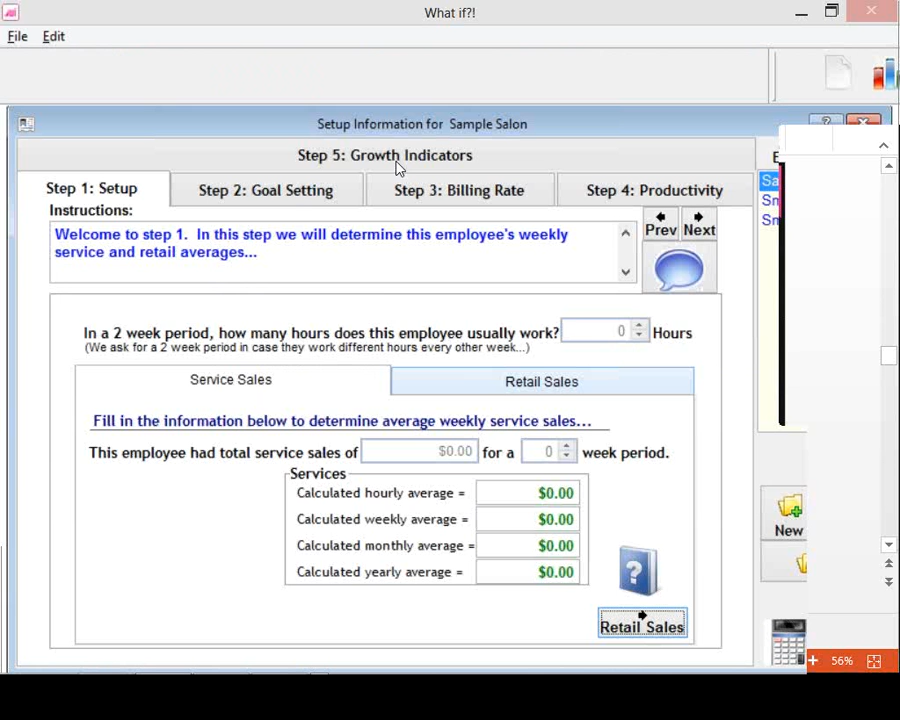 What if?!
File Edit
Setup Information for Sample Salon
Step 5: Growth Indicators
Step 1: Setup
Step 2: Goal Setting
Step 3: Billing Rate
Step 4: Productivity
Instructions:
Welcome to step 1. In this step we will determine this employee's weekly
service and retail averages...
Prev
Next
In a 2 week period, how many hours does this employee usually work? 0 Hours
(We ask for a 2 week period in case they work different hours every other week...)
Service Sales
Retail Sales
Fill in the information below to determine average weekly service sales...
This employee had total service sales of $0.00 for a 0 week period.
Services
Calculated hourly average = $0.00
Calculated weekly average = $0.00
Calculated monthly average = $0.00
Calculated yearly average = $0.00
Retail Sales
New
56%